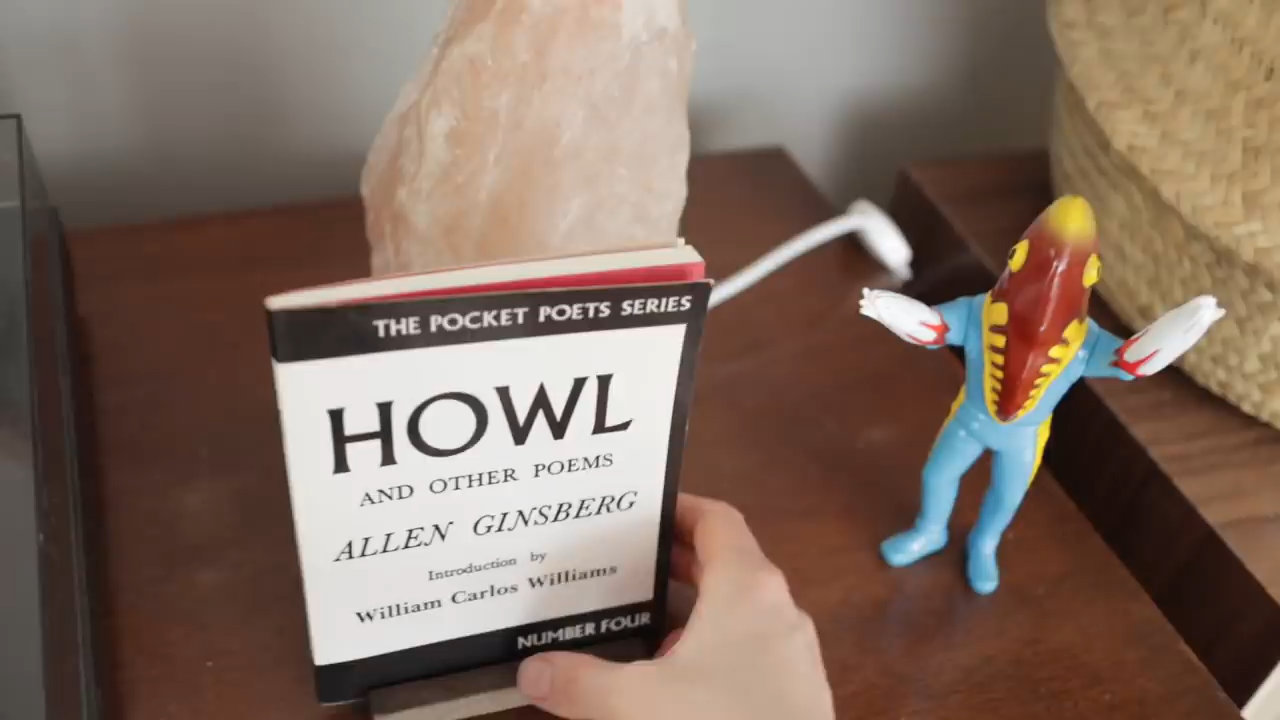 THE POCKET POETS SERIES
HOWL
AND OTHER POEMS
ALLEN GINSBERG
Introduction by
William Carlos Williams
NUMBER FOUR